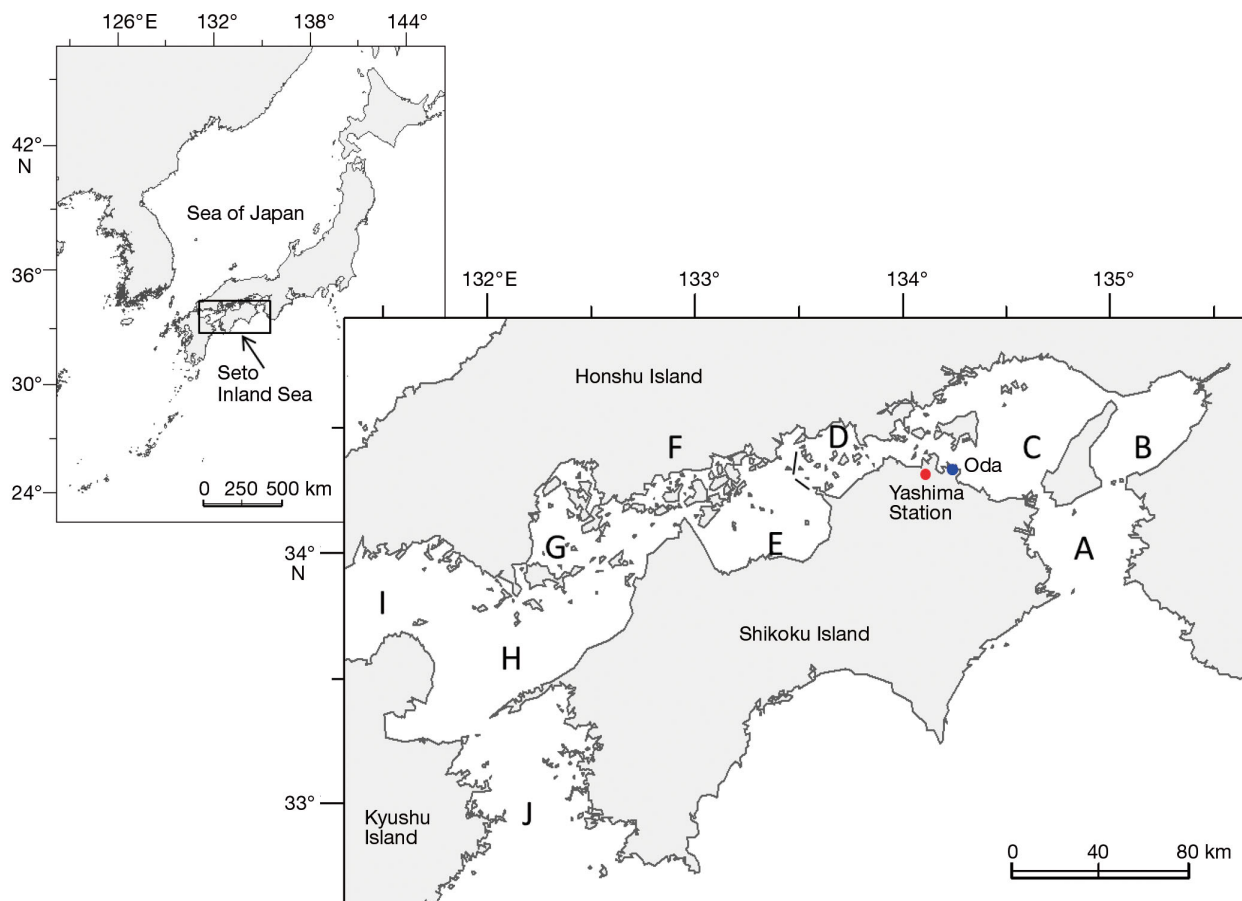 126°E 132° 138° 144°
42°
N
36°
30°
24°
Sea of Japan
Seto
Inland Sea
0 250 500 km
132°E 133° 134° 135°
34°
N
33°
Honshu Island
F
D
C
B
Oda
Yashima
Station
G
E
A
I
H
Shikoku Island
J
Kyushu
Island
0 40 80 km